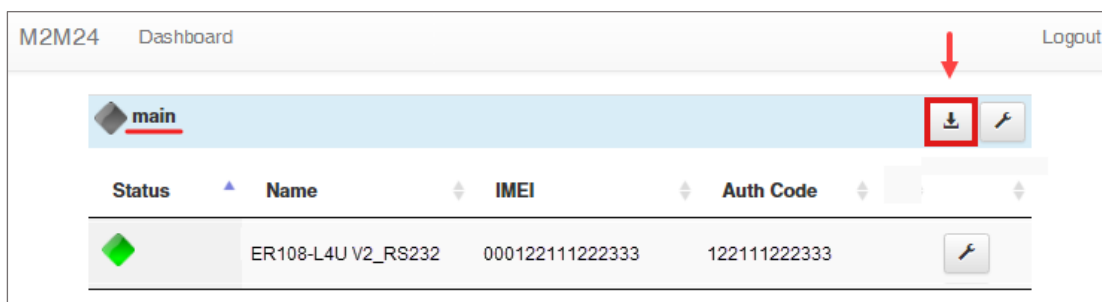 M2M24 Dashboard Logout
main
Status Name IMEI Auth Code
ER108-L4U V2_RS232 000122111222333 122111222333